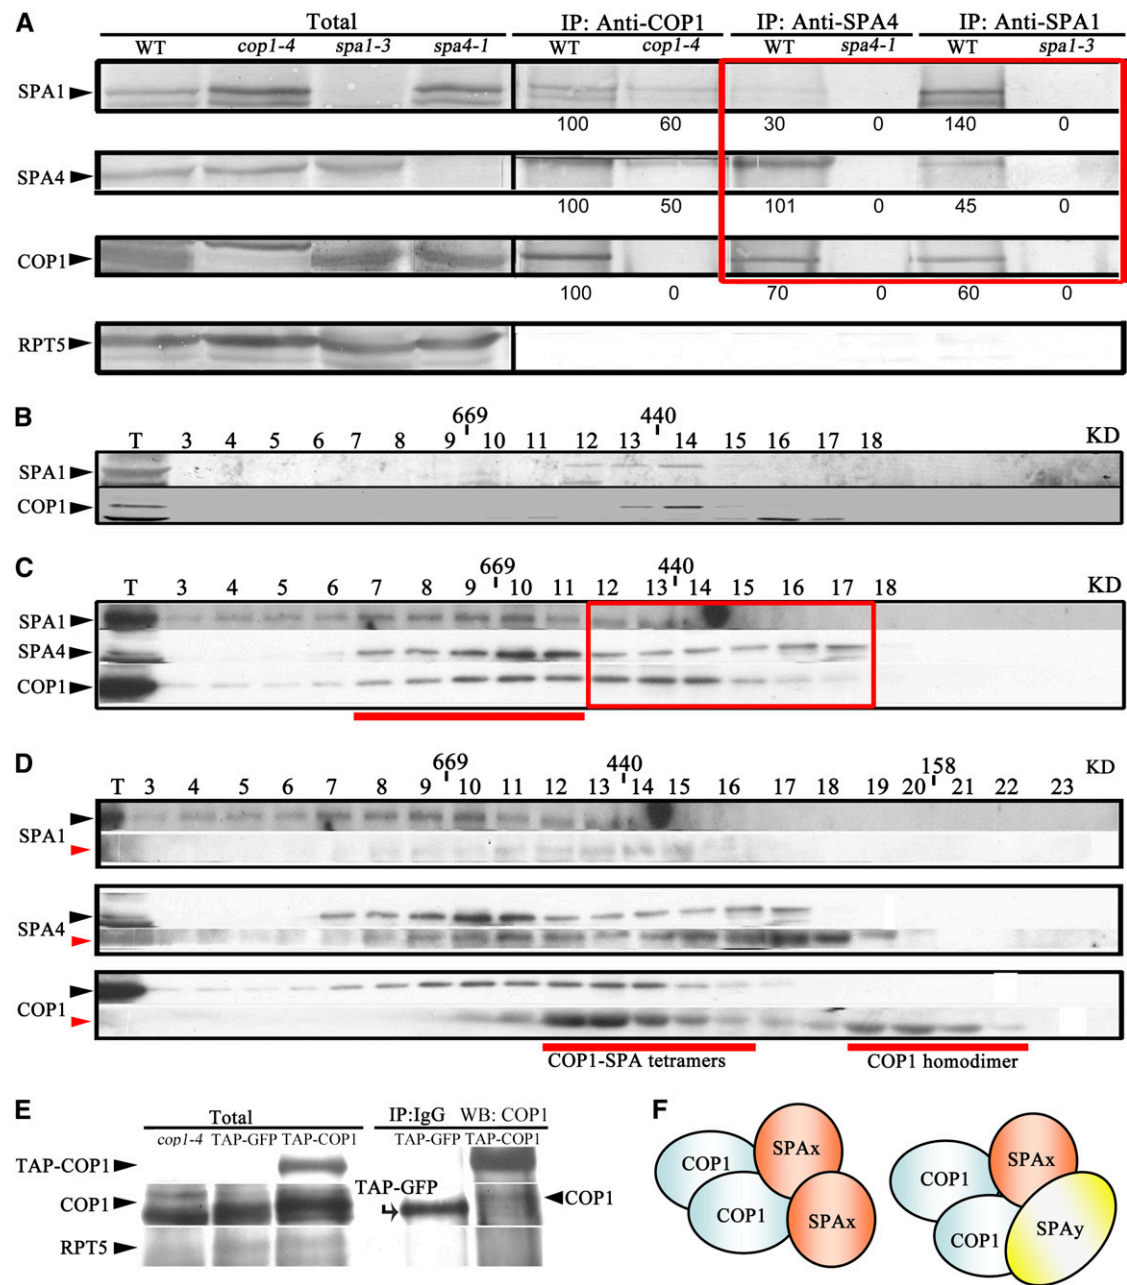 A
Total IP: Anti-COP1 IP: Anti-SPA4 IP: Anti-SPA1
WT cop1-4 spa1-3 spa4-1 WT cop1-4 WT spa4-1 WT spa1-3
SPA1
100 60 30 0 140 0
SPA4
100 50 101 0 45 0
COP1
100 0 70 0 60 0
RPT5
B
669 440
T 3 4 5 6 7 8 9 10 11 12 13 14 15 16 17 18 KD
SPA1
COP1
C
669 440
T 3 4 5 6 7 8 9 10 11 12 13 14 15 16 17 18 KD
SPA1
SPA4
COP1
D
669 440 158 KD
T 3 4 5 6 7 8 9 10 11 12 13 14 15 16 17 18 19 20 21 22 23
SPA1
SPA4
COP1
COP1-SPA tetramers COP1 homodimer
E
Total IP:IgG WB: COP1
cop1-4 TAP-GFP TAP-COP1 TAP-GFP TAP-COP1
TAP-COP1
TAP-GFP
COP1 COP1
RPT5
F
COP1 SPAx
COP1 SPAx
COP1 SPAx
COP1 SPAy